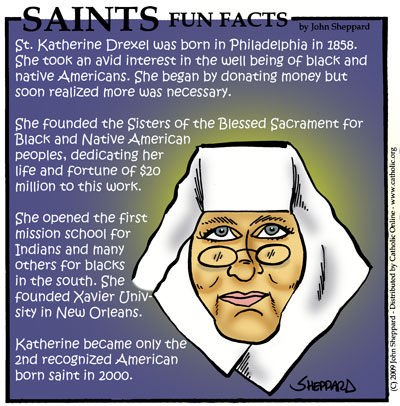 SAINTS FUN FACTS
by John Sheppard
St. Katherine Drexel was born in Philadelphia in 1858.
She took an avid interest in the well being of black and
native Americans. She began by donating money but
soon realized more was necessary.
She founded the Sisters of the Blessed Sacrament for
Black and Native American
peoples, dedicating her
life and fortune of $20
million to this work.
She opened the first
mission school for
Indians and many
others for blacks
in the south. She
founded Xavier Univ-
sity in New Orleans.
Katherine became only the
2nd recognized American
born saint in 2000.
SHEPPARD
(C) 2009 John Sheppard - Distributed by Catholic Online - www.catholic.org